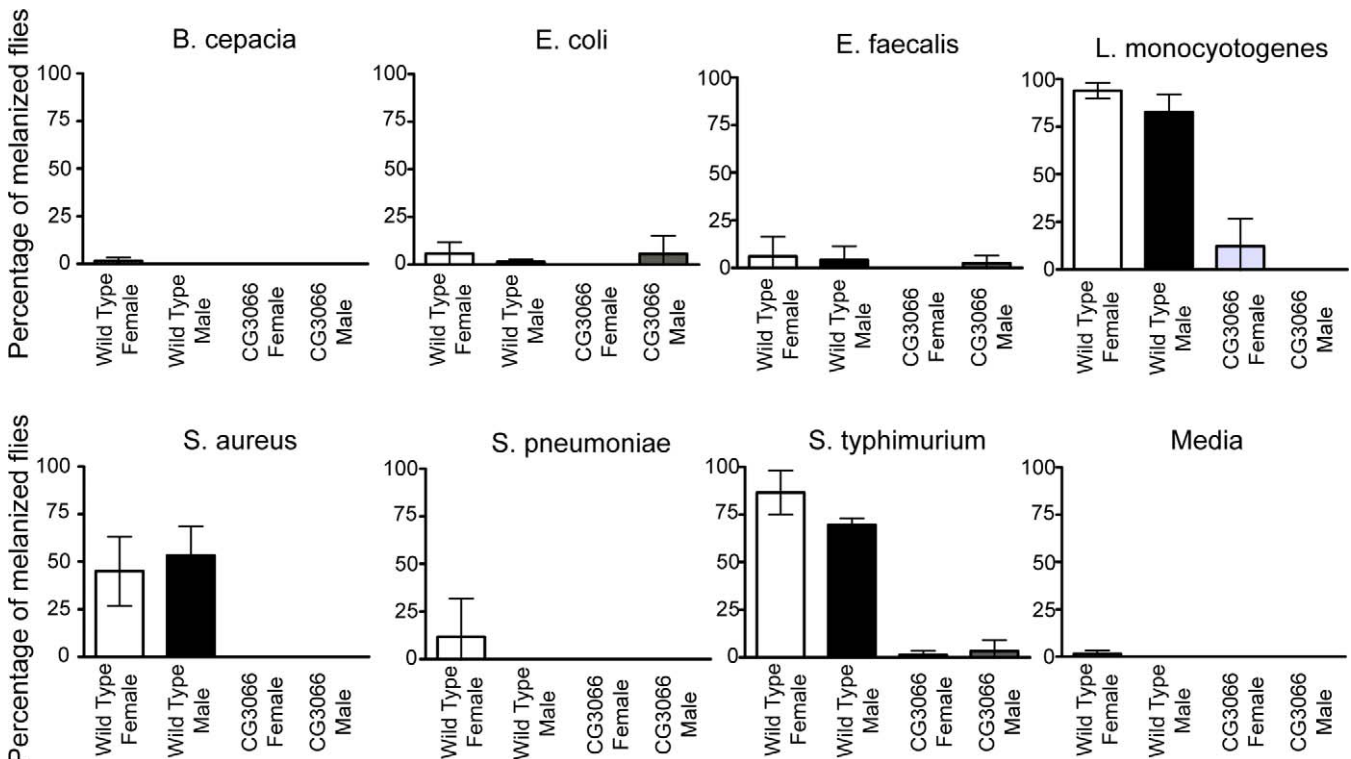 Percentage of melanized flies
B. cepacia
100
75
50
25
0
Wild Type
Female
Wild Type
Male
CG3066
Female
CG3066
Male
E. coli
100
75
50
25
0
Wild Type
Female
Wild Type
Male
CG3066
Female
CG3066
Male
E. faecalis
100
75
50
25
0
Wild Type
Female
Wild Type
Male
CG3066
Female
CG3066
Male
L. monocyotogenes
100
75
50
25
0
Wild Type
Female
Wild Type
Male
CG3066
Female
CG3066
Male
Percentage of melanized flies
S. aureus
100
75
50
25
0
Wild Type
Female
Wild Type
Male
CG3066
Female
CG3066
Male
S. pneumoniae
100
75
50
25
0
Wild Type
Female
Wild Type
Male
CG3066
Female
CG3066
Male
S. typhimurium
100
75
50
25
0
Wild Type
Female
Wild Type
Male
CG3066
Female
CG3066
Male
Media
100
75
50
25
0
Wild Type
Female
Wild Type
Male
CG3066
Female
CG3066
Male